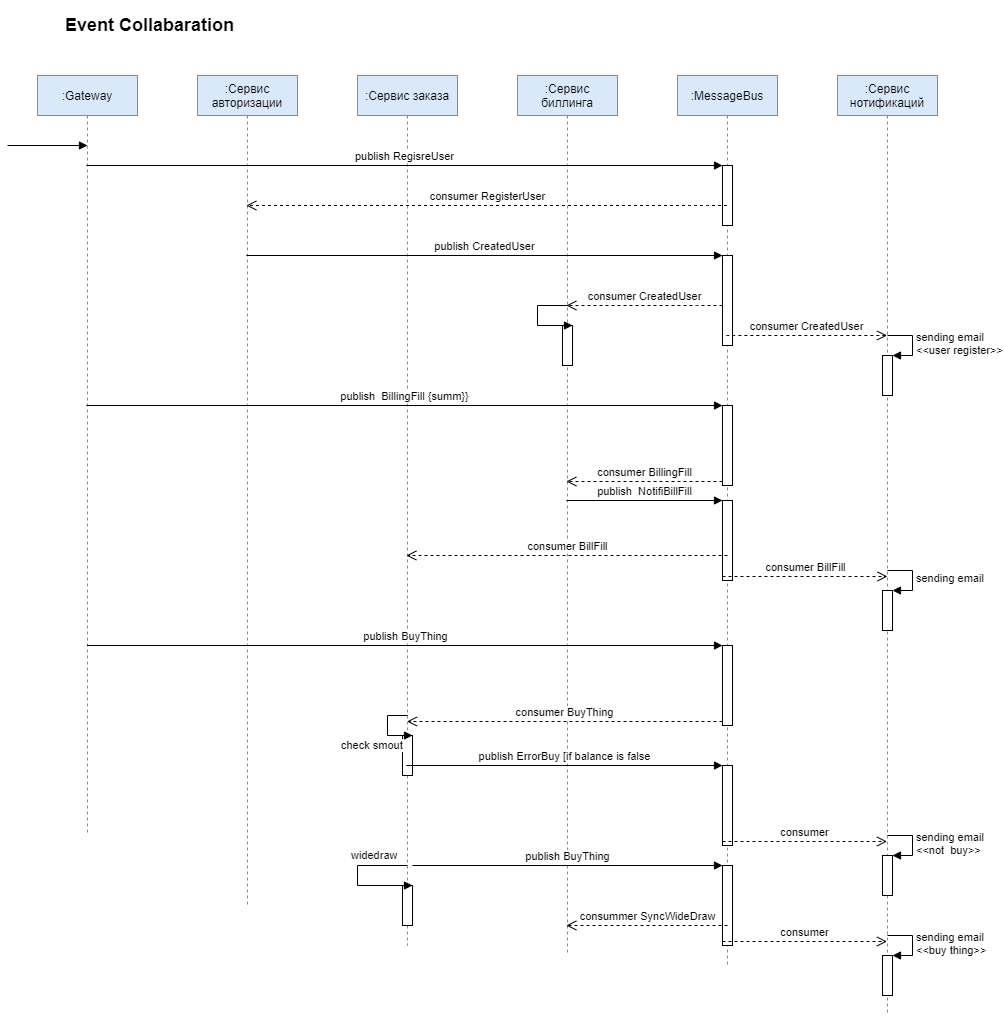 Event Collabaration
:Gateway
:Сервис
авторизации
:Сервис заказа
:Сервис
биллинга
:MessageBus
:Сервис
нотификаций
publish RegisreUser
consumer RegisterUser
publish CreatedUser
consumer CreatedUser
consumer CreatedUser
sending email
<<user register>>
publish  BillingFill {summ}}
consumer BillingFill
publish  NotifiBillFill
consumer BillFill
consumer BillFill
sending email
publish BuyThing
consumer BuyThing
check smout
publish ErrorBuy [if balance is false
consumer
sending email
<<not  buy>>
widedraw
publish BuyThing
consummer SyncWideDraw
consumer
sending email
<<buy thing>>